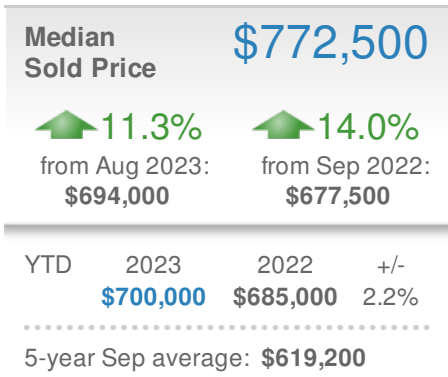 Median
Sold Price
$772,500
11.3%
14.0%
from Aug 2023:
from Sep 2022:
$694,000
$677,500
YTD 2023 2022 +/-
$700,000 $685,000 2.2%
5-year Sep average: $619,200